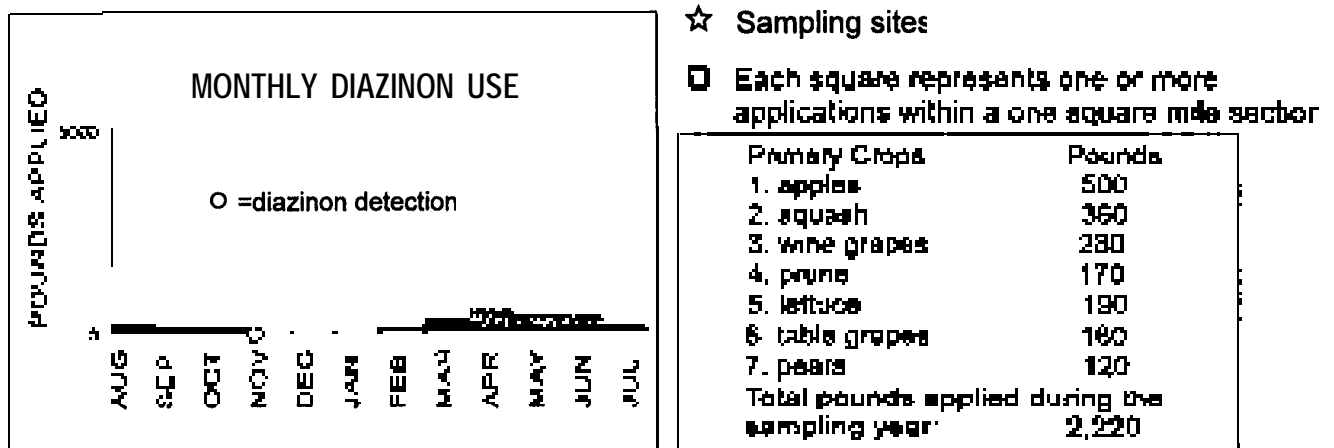 MONTHLY DIAZINON USE
POUNDS APPLIED
5000
O =diazinon detection
0
AUG SEP OCT NOV DEC JAN FEB MAR APR MAY JUN JUL
Sampling sites
Each square represents one or more
applications within a one square mile section
Primary Crops Pounds
1. apples 500
2. squash 360
3. wine grapes
4. prune 170
5. lettuce 190
6 table grapes 160
7. pears 120
Total pounds applied during the
sampling year: 2,220